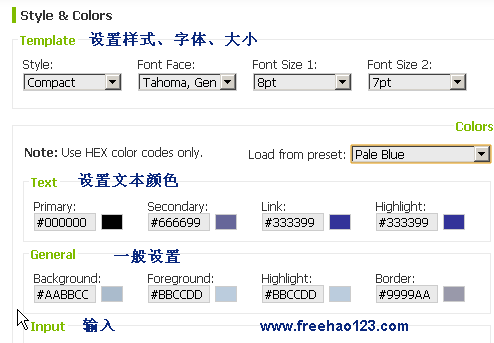 Style & Colors
Template 设置样式、字体、大小
Style: Font Face: Font Size 1: Font Size 2:
Compact Tahoma, Gen 8pt 7pt
Colors
Note: Use HEX color codes only. Load from preset: Pale Blue
Text 设置文本颜色
Primary: Secondary: Link: Highlight:
#000000 #666699 #333399 #333399
General 一般设置
Background: Foreground: Highlight: Border:
#AABBCC #BBCCDD #BBCCDD #9999AA
Input 输入 www.freehao123.com